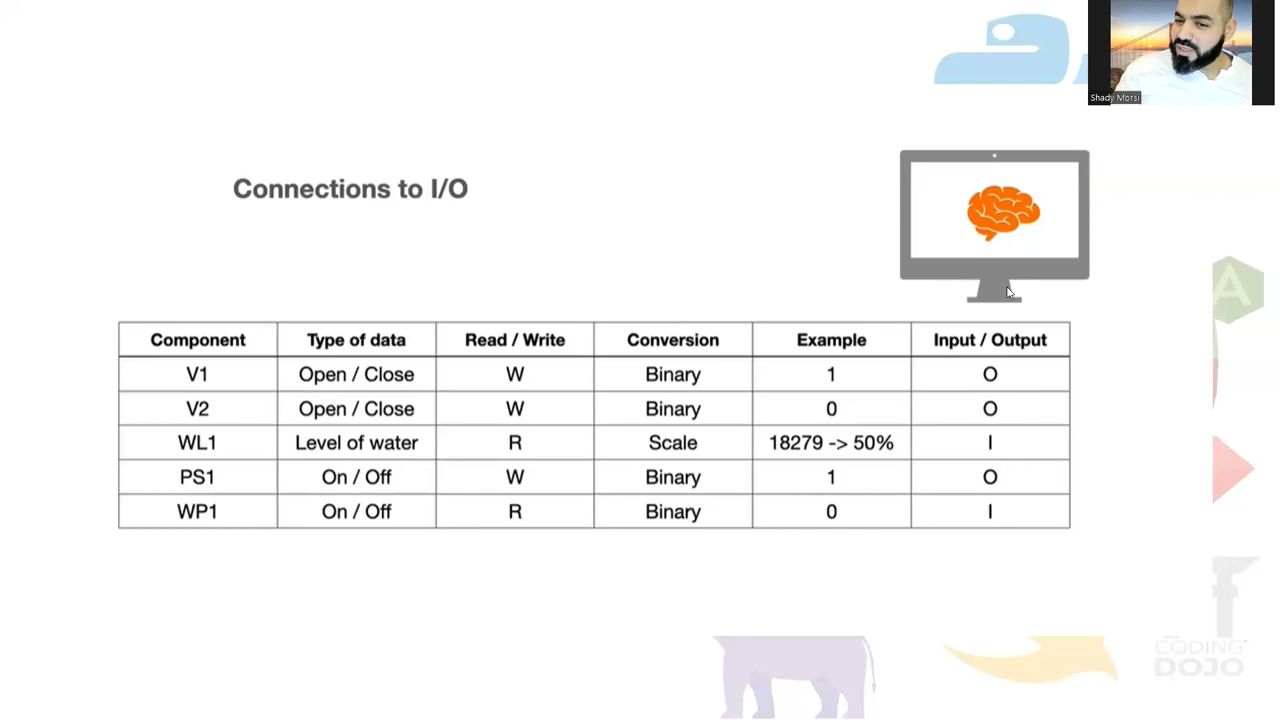 Shady Morsi
Connections to I/O
Component Type of data Read / Write Conversion Example Input / Output
V1 Open / Close W Binary 1 O
V2 Open / Close W Binary 0 O
WL1 Level of water R Scale 18279 -> 50% I
PS1 On / Off W Binary 1 O
WP1 On / Off R Binary 0 I
CODING
DOJO